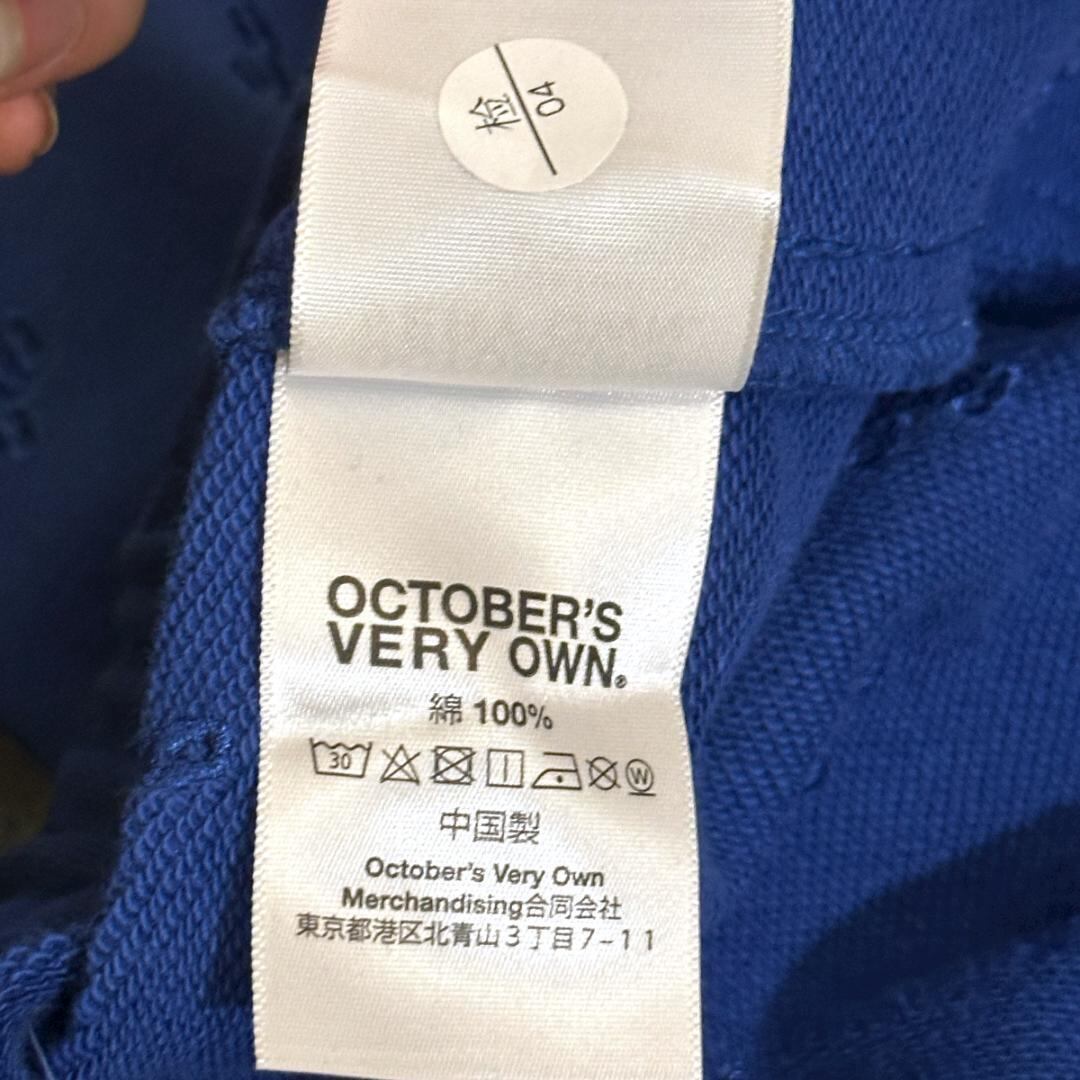 検
04
OCTOBER'S
VERY OWN®
綿 100%
30 W
中国製
October's Very Own
Merchandising合同会社
東京都港区北青山3丁目7-11